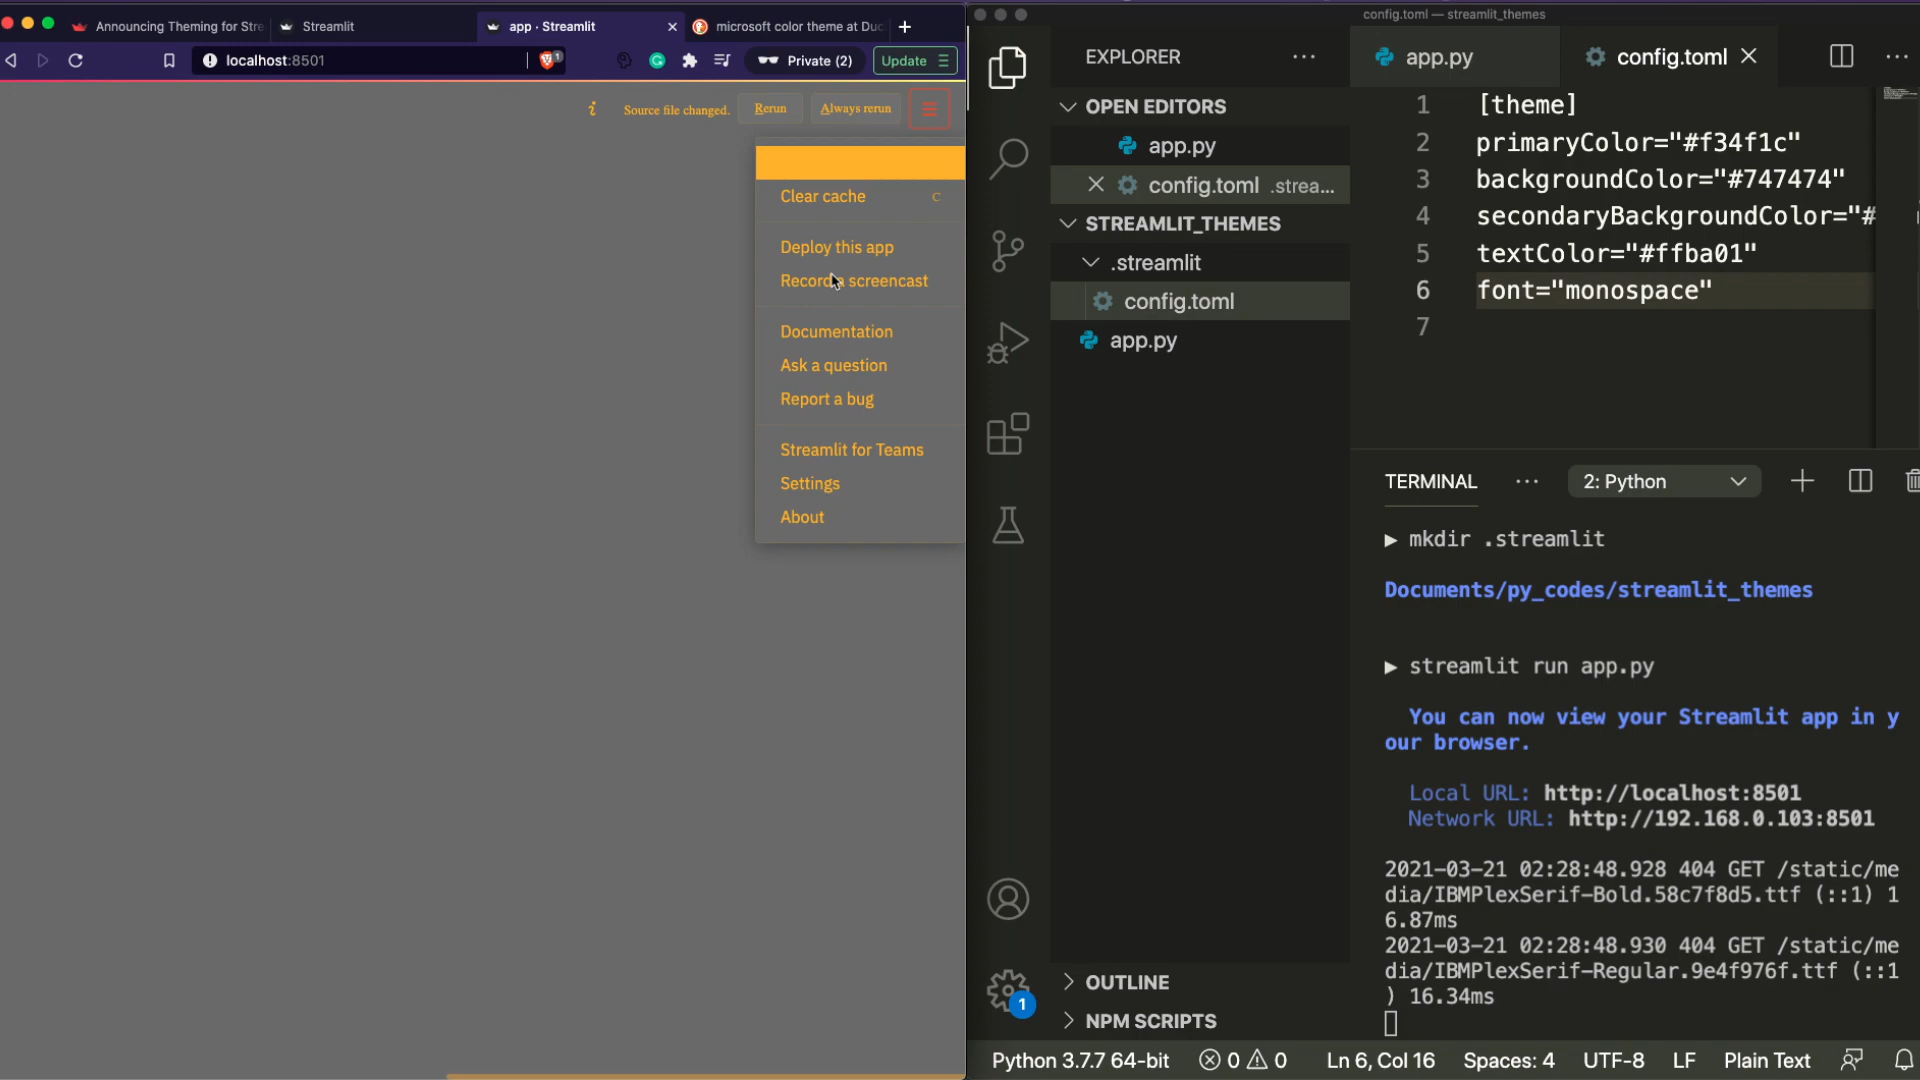 Announcing Theming for Stre
Streamlit
app · Streamlit
microsoft color theme at Duc
localhost:8501
1
Private (2)
Update
Source file changed.
Rerun
Always rerun
Clear cache
C
Deploy this app
Record a screencast
Documentation
Ask a question
Report a bug
Streamlit for Teams
Settings
About
config.toml — streamlit_themes
EXPLORER
OPEN EDITORS
app.py
config.toml .strea...
STREAMLIT_THEMES
.streamlit
config.toml
app.py
OUTLINE
NPM SCRIPTS
1
app.py
config.toml
1 [theme]
2 primaryColor="#f34f1c"
3 backgroundColor="#747474"
4 secondaryBackgroundColor="#
5 textColor="#ffba01"
6 font="monospace"
7
TERMINAL
2: Python
mkdir .streamlit
Documents/py_codes/streamlit_themes
streamlit run app.py
You can now view your Streamlit app in y
our browser.
Local URL: http://localhost:8501
Network URL: http://192.168.0.103:8501
2021-03-21 02:28:48.928 404 GET /static/me
dia/IBMPlexSerif-Bold.58c7f8d5.ttf (::1) 1
6.87ms
2021-03-21 02:28:48.930 404 GET /static/me
dia/IBMPlexSerif-Regular.9e4f976f.ttf (::1
) 16.34ms
Python 3.7.7 64-bit
0
0
Ln 6, Col 16
Spaces: 4
UTF-8
LF
Plain Text